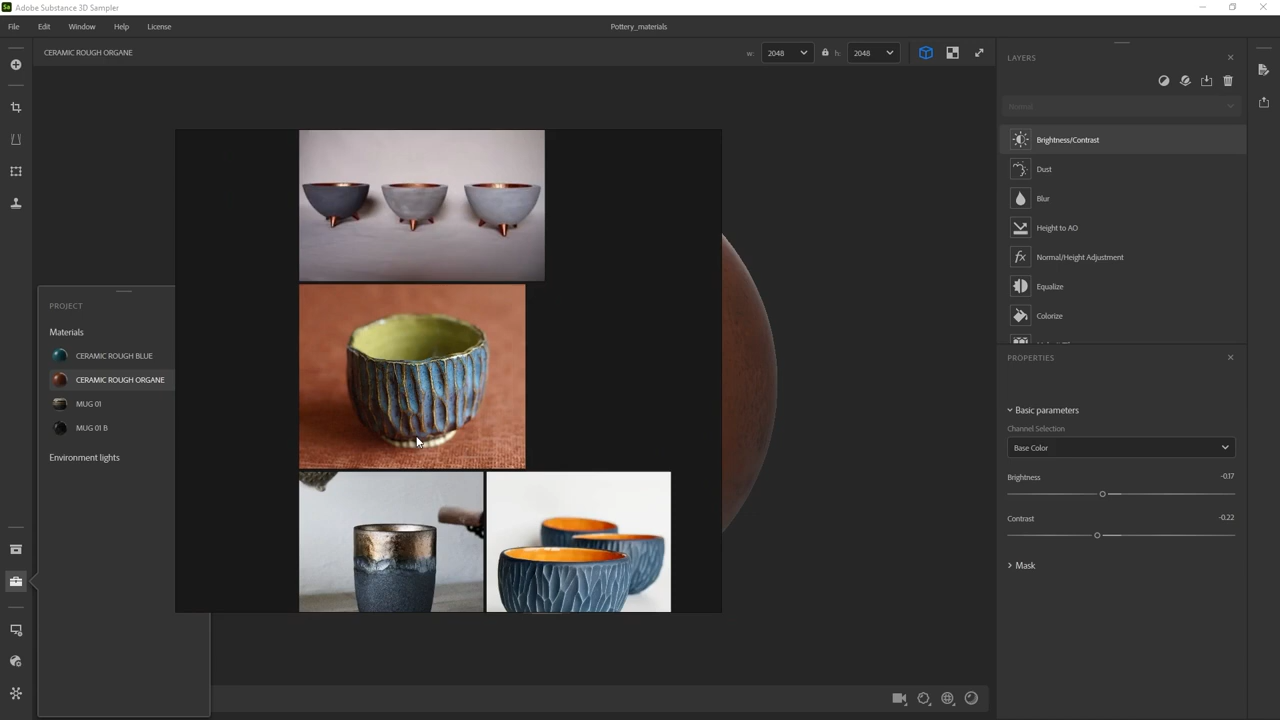 Sa Adobe Substance 3D Sampler
File Edit Window Help License Pottery_materials
CERAMIC ROUGH ORGANE w: 2048 h: 2048
LAYERS
Normal
Brightness/Contrast
Dust
Blur
Height to AO
Normal/Height Adjustment
Equalize
Colorize
PROJECT
Materials
CERAMIC ROUGH BLUE
CERAMIC ROUGH ORGANE
MUG 01
MUG 01 B
Environment lights
PROPERTIES
Basic parameters
Channel Selection
Base Color
Brightness -0.17
Contrast -0.22
Mask